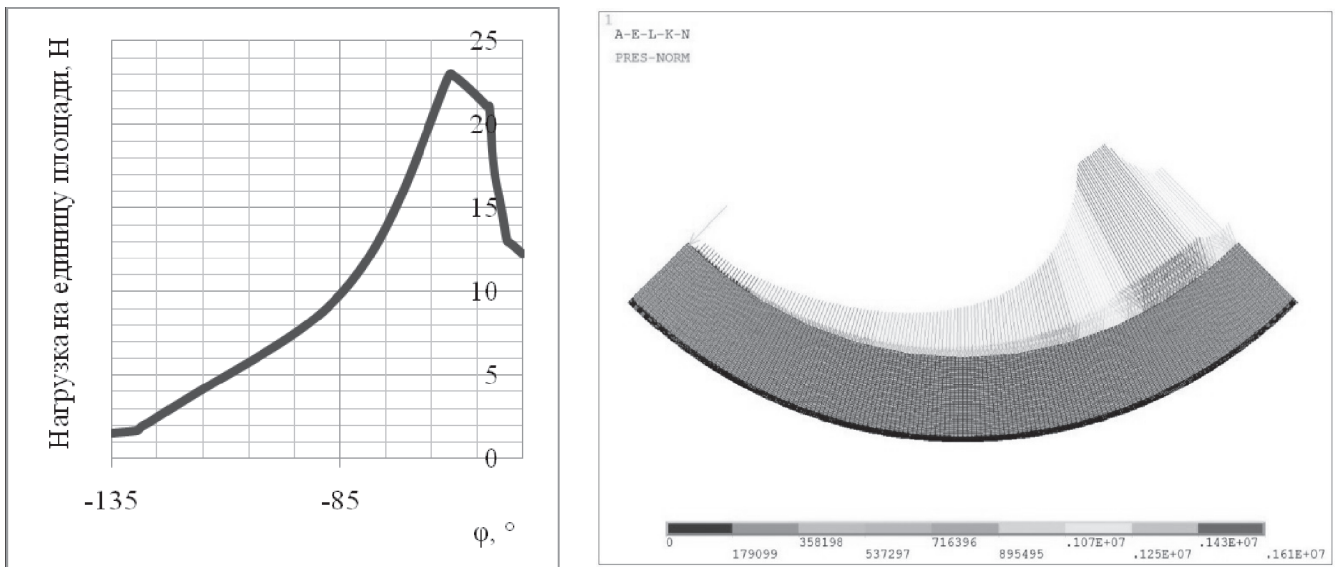 Нагрузка на единицу площади, Н
25
20
15
10
5
0
-135 -85
φ, °
1
A-E-L-K-N
PRES-NORM
0 358198 716396 .107E+07 .143E+07
179099 537297 895495 .125E+07 .161E+07